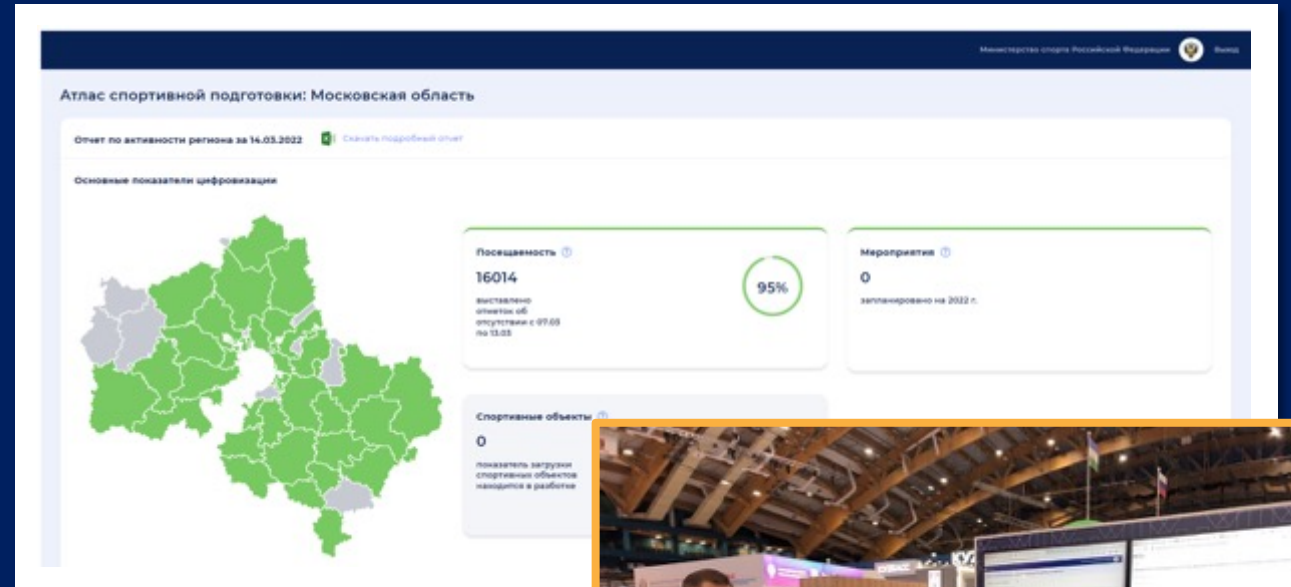 Министерство спорта Российской Федерации
Выход
Атлас спортивной подготовки: Московская область
Отчет по активности региона за 14.03.2022
Скачать подробный отчет
Основные показатели цифровизации
Посещаемость
16014
выставлено
отметок об
отсутствии с 07.03
по 13.03
95%
Мероприятия
0
запланировано на 2022 г.
Спортивные объекты
0
показатель загрузки
спортивных объектов
находится в разботке